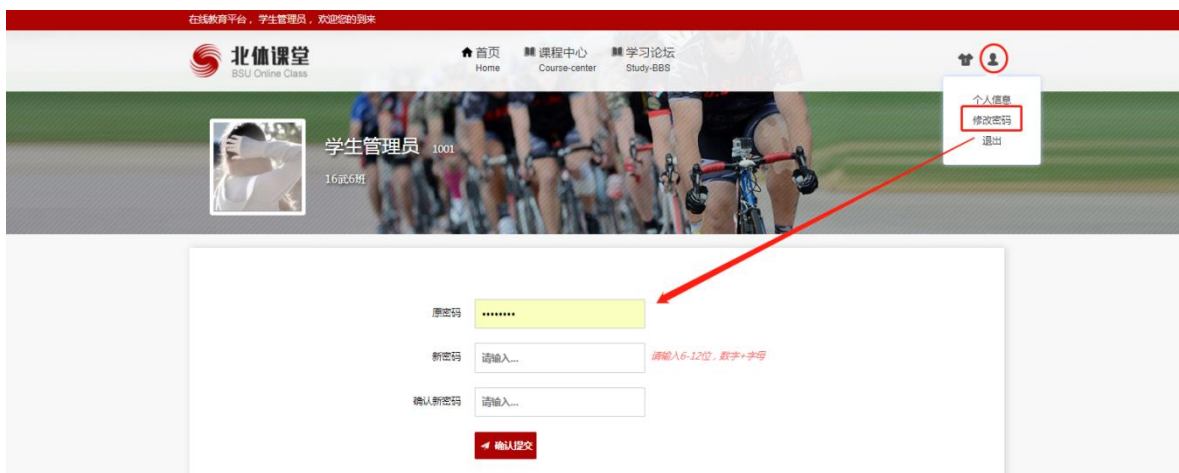 在线教育平台，学生管理员，欢迎您的到来
北体课堂
BSU Online Class
首页
Home
课程中心
Course-center
学习论坛
Study-BBS
个人信息
修改密码
退出
学生管理员 1001
16武6班
原密码 ••••••••
新密码 请输入... 请输入6-12位，数字+字母
确认新密码 请输入...
确认提交